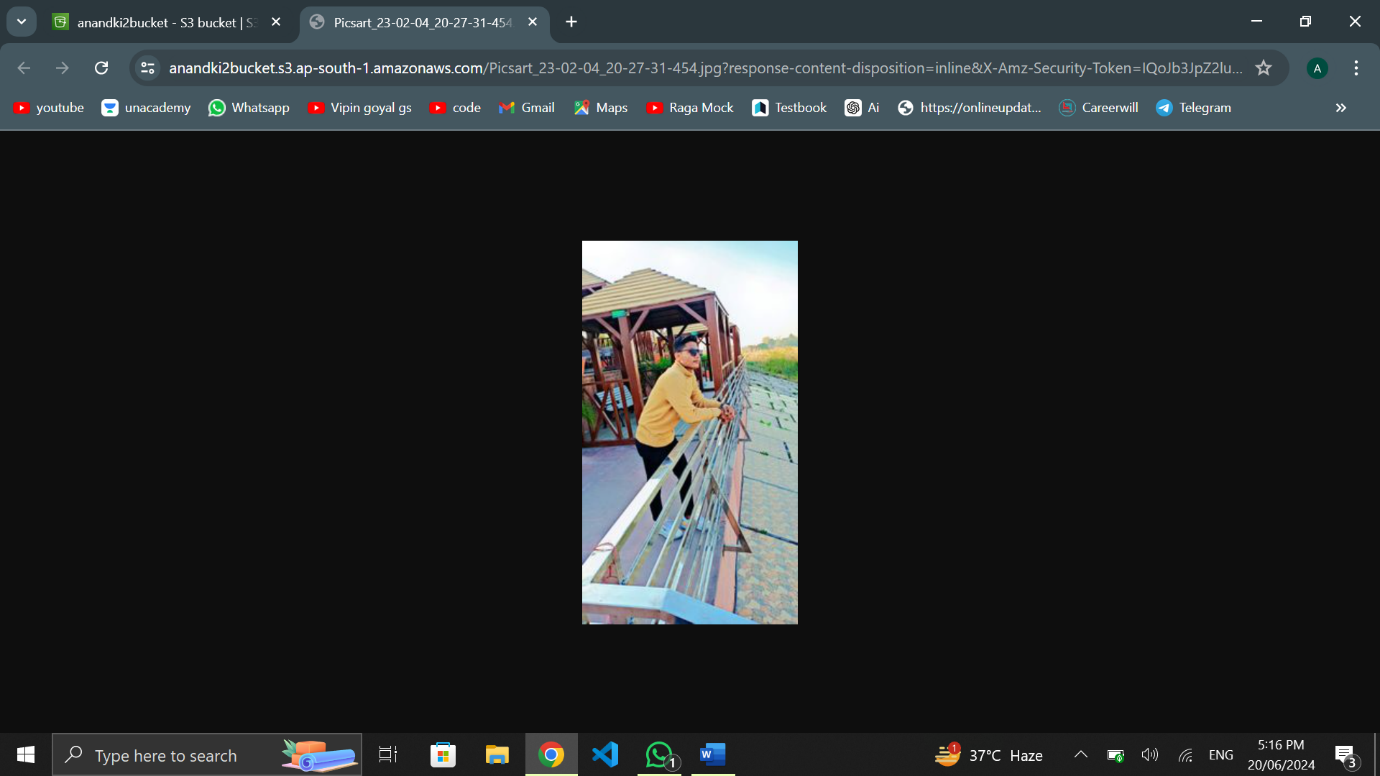 anandki2bucket - S3 bucket | S3
Picsart_23-02-04_20-27-31-454.
anandki2bucket.s3.ap-south-1.amazonaws.com/Picsart_23-02-04_20-27-31-454.jpg?response-content-disposition=inline&X-Amz-Security-Token=IQoJb3JpZ2lu...
A
youtube
unacademy
Whatsapp
Vipin goyal gs
code
Gmail
Maps
Raga Mock
Testbook
Ai
https://onlineupdat...
Careerwill
Telegram
»
Type here to search
1
W
1
37°C Haze
ENG
5:16 PM
20/06/2024
3